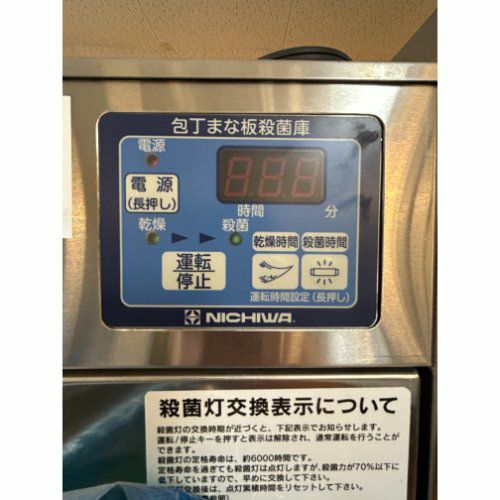 包丁まな板殺菌庫
電源
電源
(長押し)
時間 分
乾燥 殺菌
乾燥時間 殺菌時間
運転
停止
運転時間設定(長押し)
NICHIWA
殺菌灯交換表示について
殺菌灯の交換時期が近づくと、下記表示でお知らせします。
運転/停止キーを押すと表示は解除され、通常運転を行うことが
できます。
殺菌灯の定格寿命は、約6000時間です。
定格寿命を過ぎても殺菌灯は点灯しますが、殺菌力が70%以下に
低下していますので、早めに交換して下さい。
灯交換後は、点灯累積時間をリセットして下さい。